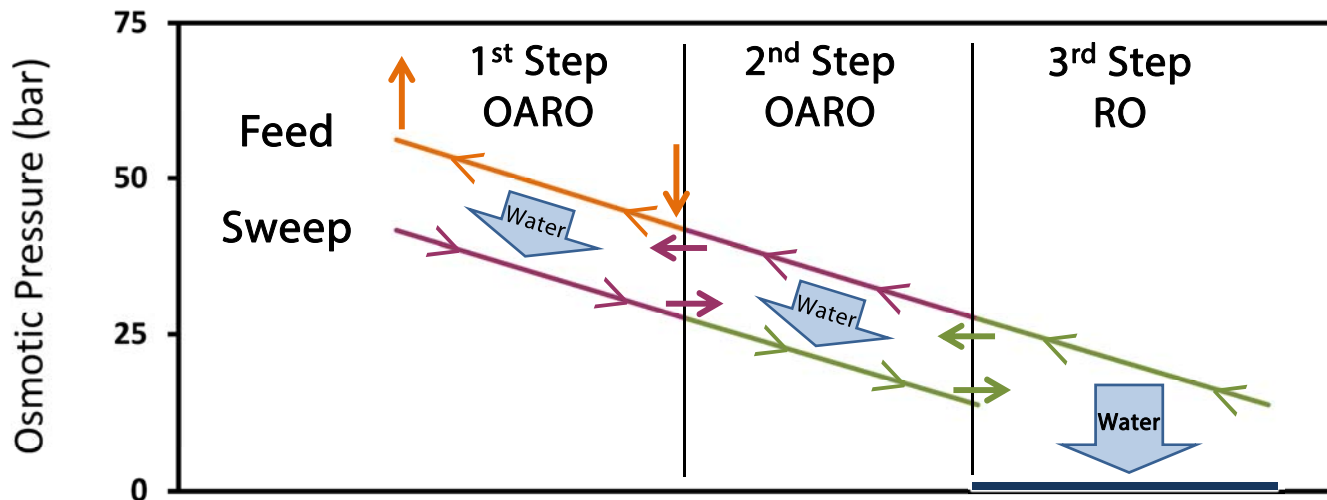 75
50
25
0
Osmotic Pressure (bar)
1st Step
OARO
2nd Step
OARO
3rd Step
RO
Feed
Sweep
Water
Water
Water